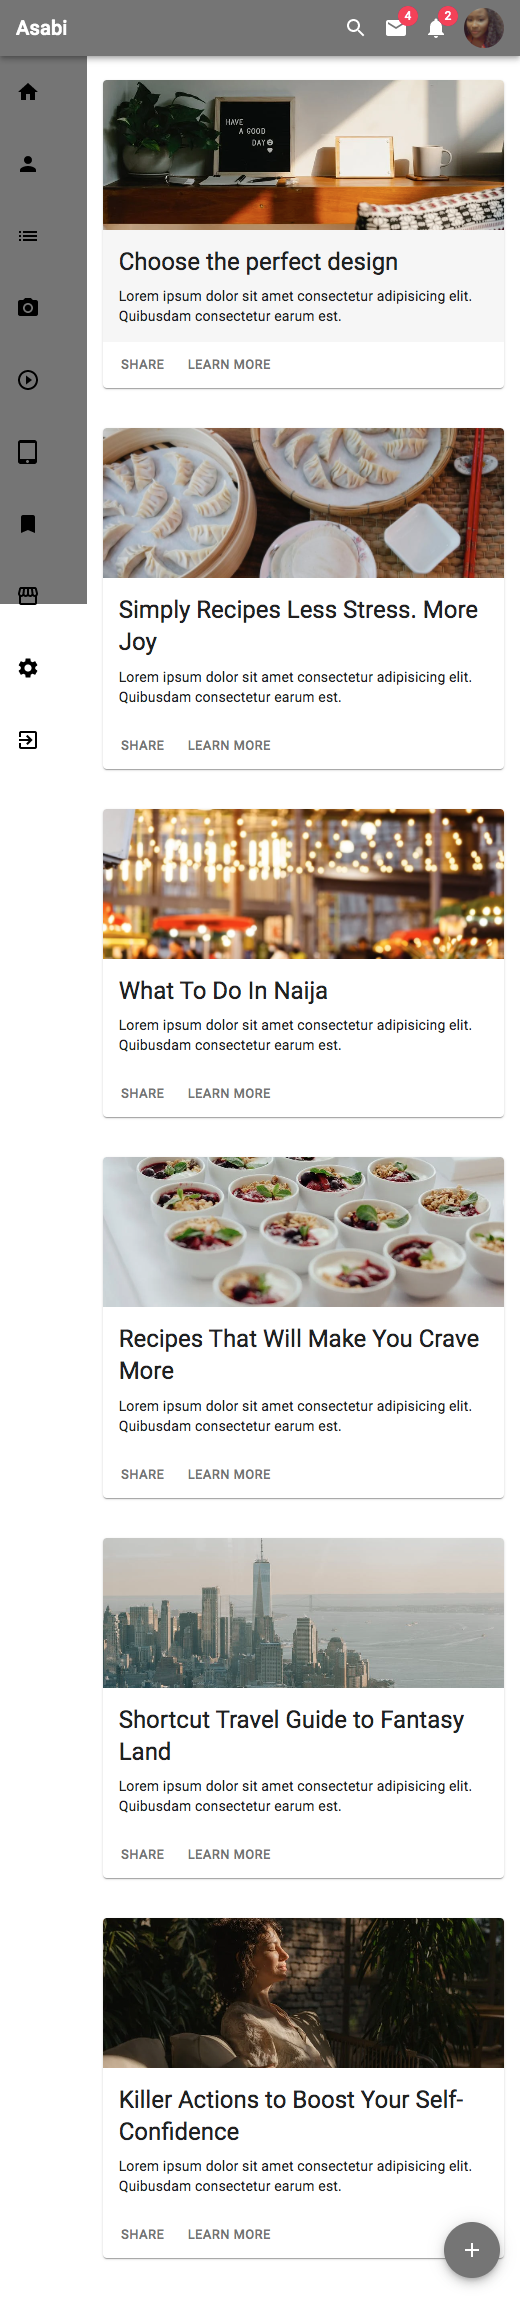 Asabi
4
2
HAVE
A GOOD
DAY
Choose the perfect design
Lorem ipsum dolor sit amet consectetur adipisicing elit.
Quibusdam consectetur earum est.
SHARE LEARN MORE
Simply Recipes Less Stress. More
Joy
Lorem ipsum dolor sit amet consectetur adipisicing elit.
Quibusdam consectetur earum est.
SHARE LEARN MORE
What To Do In Naija
Lorem ipsum dolor sit amet consectetur adipisicing elit.
Quibusdam consectetur earum est.
SHARE LEARN MORE
Recipes That Will Make You Crave
More
Lorem ipsum dolor sit amet consectetur adipisicing elit.
Quibusdam consectetur earum est.
SHARE LEARN MORE
Shortcut Travel Guide to Fantasy
Land
Lorem ipsum dolor sit amet consectetur adipisicing elit.
Quibusdam consectetur earum est.
SHARE LEARN MORE
Killer Actions to Boost Your Self-
Confidence
Lorem ipsum dolor sit amet consectetur adipisicing elit.
Quibusdam consectetur earum est.
SHARE LEARN MORE